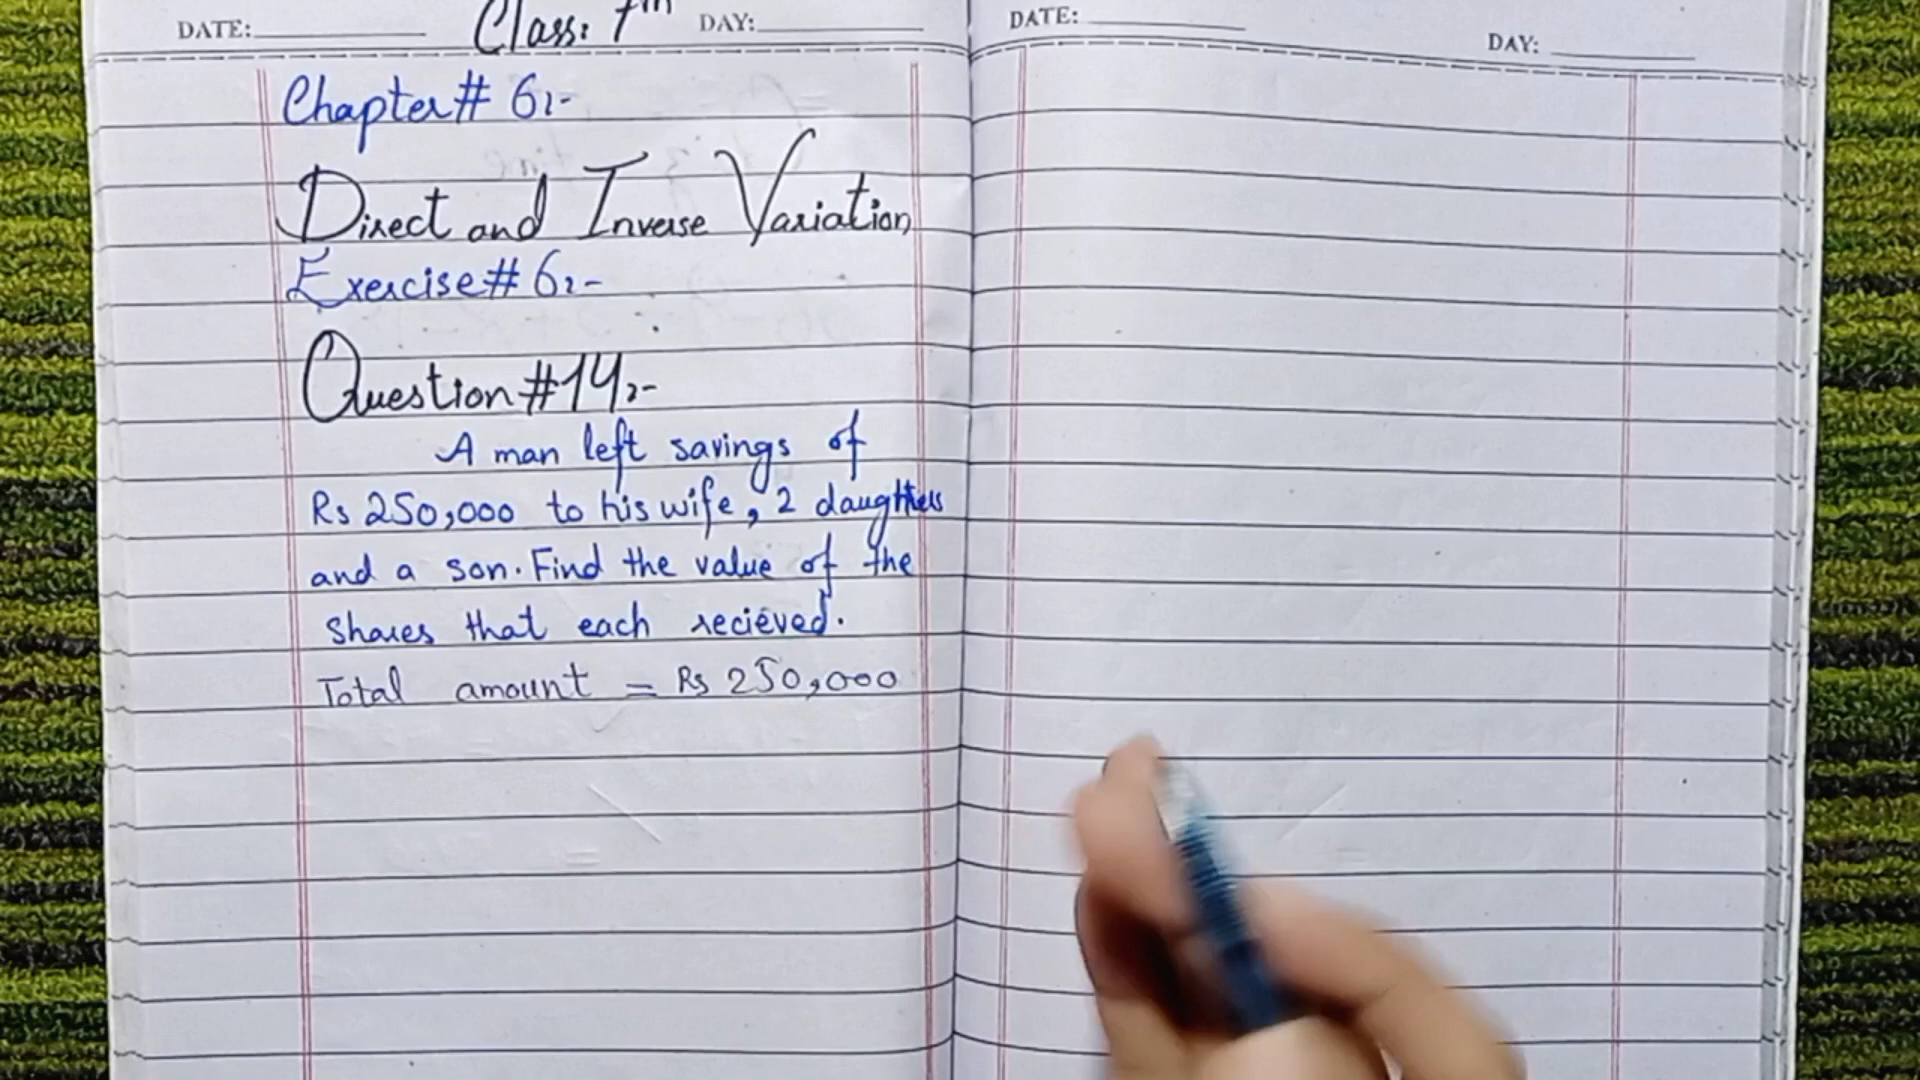 DATE: Class: 7th DAY:
Chapter# 6:-
Direct and Inverse Variation
Exercise# 6:-
Question#14:-
A man left savings of
Rs 250,000 to his wife, 2 daugthers
and a son. Find the value of the
shares that each recieved.
Total amount = Rs 250,000
DATE:
DAY: